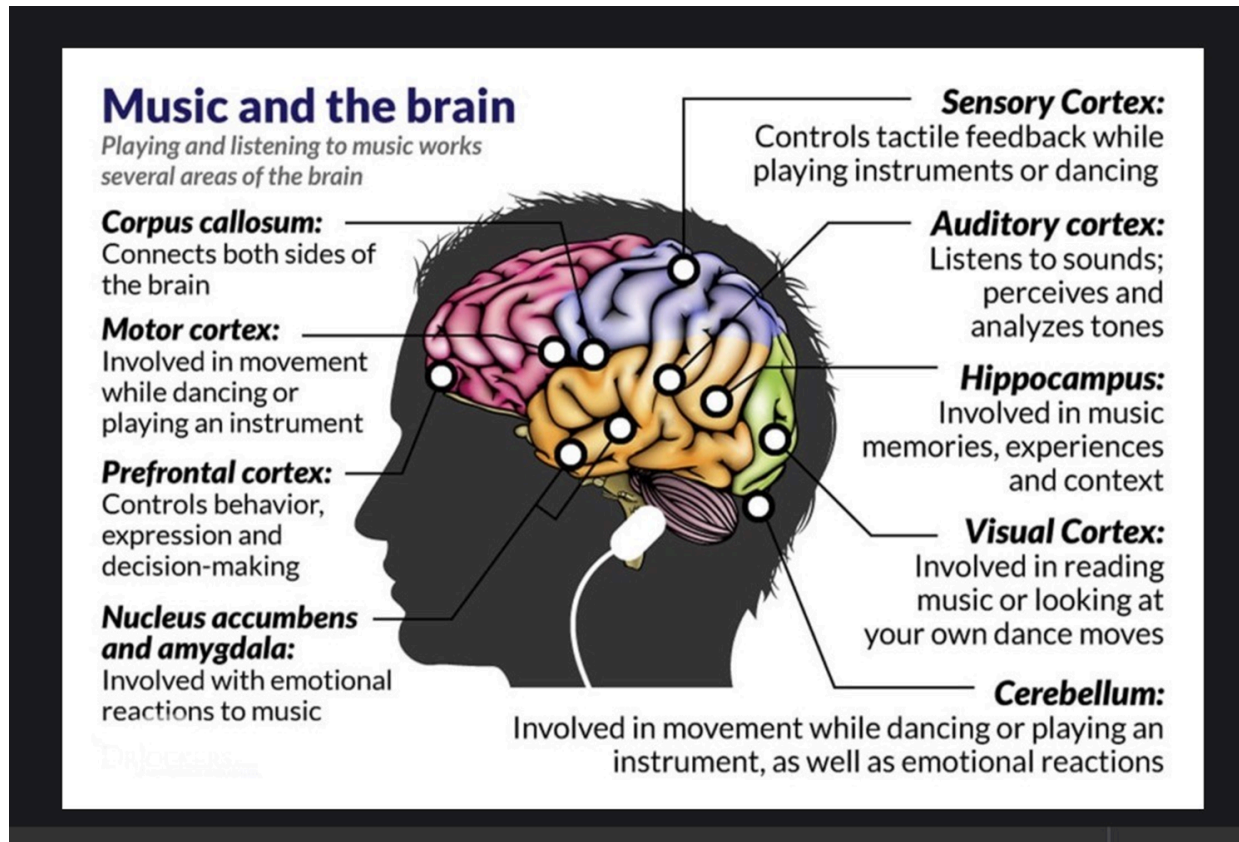 Music and the brain
Playing and listening to music works
several areas of the brain
Corpus callosum:
Connects both sides of
the brain
Motor cortex:
Involved in movement
while dancing or
playing an instrument
Prefrontal cortex:
Controls behavior,
expression and
decision-making
Nucleus accumbens
and amygdala:
Involved with emotional
reactions to music
DRJOCKERS
Sensory Cortex:
Controls tactile feedback while
playing instruments or dancing
Auditory cortex:
Listens to sounds;
perceives and
analyzes tones
Hippocampus:
Involved in music
memories, experiences
and context
Visual Cortex:
Involved in reading
music or looking at
your own dance moves
Cerebellum:
Involved in movement while dancing or playing an
instrument, as well as emotional reactions